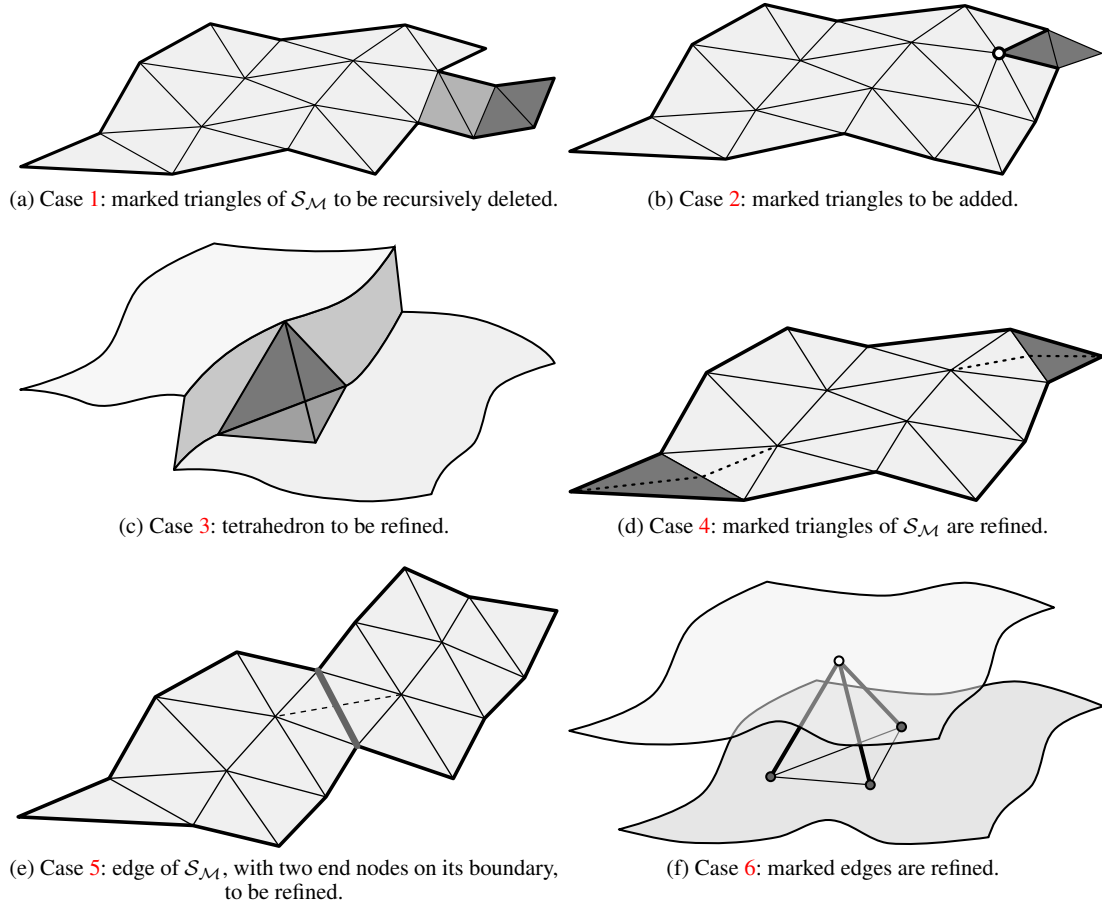 (a) Case 1: marked triangles of 𝒮_ℳ to be recursively deleted.
(b) Case 2: marked triangles to be added.
(c) Case 3: tetrahedron to be refined.
(d) Case 4: marked triangles of 𝒮_ℳ are refined.
(e) Case 5: edge of 𝒮_ℳ, with two end nodes on its boundary,
to be refined.
(f) Case 6: marked edges are refined.